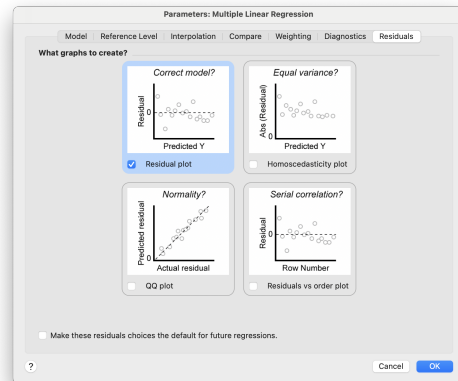 Parameters: Multiple Linear Regression
Model Reference Level Interpolation Compare Weighting Diagnostics Residuals
What graphs to create?
Correct model?
Residual
0
Predicted Y
Residual plot
Equal variance?
Abs (Residual)
0
Predicted Y
Homoscedasticity plot
Normality?
Predicted residual
0
Actual residual
QQ plot
Serial correlation?
Residual
0
Row Number
Residuals vs order plot
Make these residuals choices the default for future regressions.
? Cancel OK